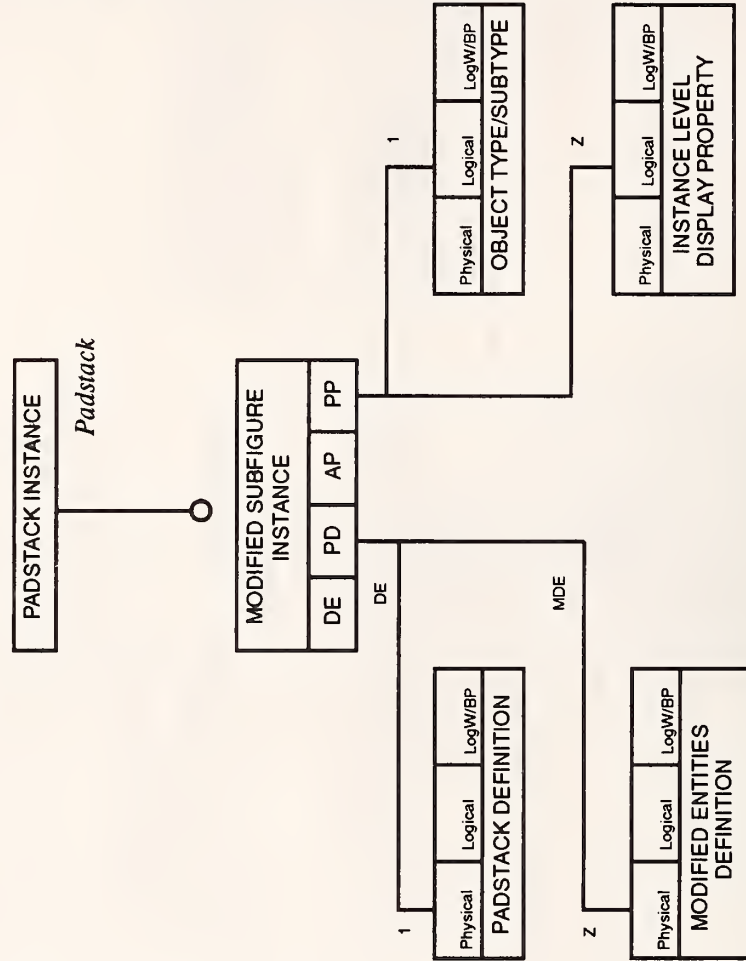 PADSTACK INSTANCE
Padstack
MODIFIED SUBFIGURE
INSTANCE
DE PD AP PP
DE
MDE
1
Physical Logical LogW/BP
PADSTACK DEFINITION
Z
Physical Logical LogW/BP
MODIFIED ENTITIES
DEFINITION
1
Physical Logical LogW/BP
OBJECT TYPE/SUBTYPE
Z
Physical Logical LogW/BP
INSTANCE LEVEL
DISPLAY PROPERTY